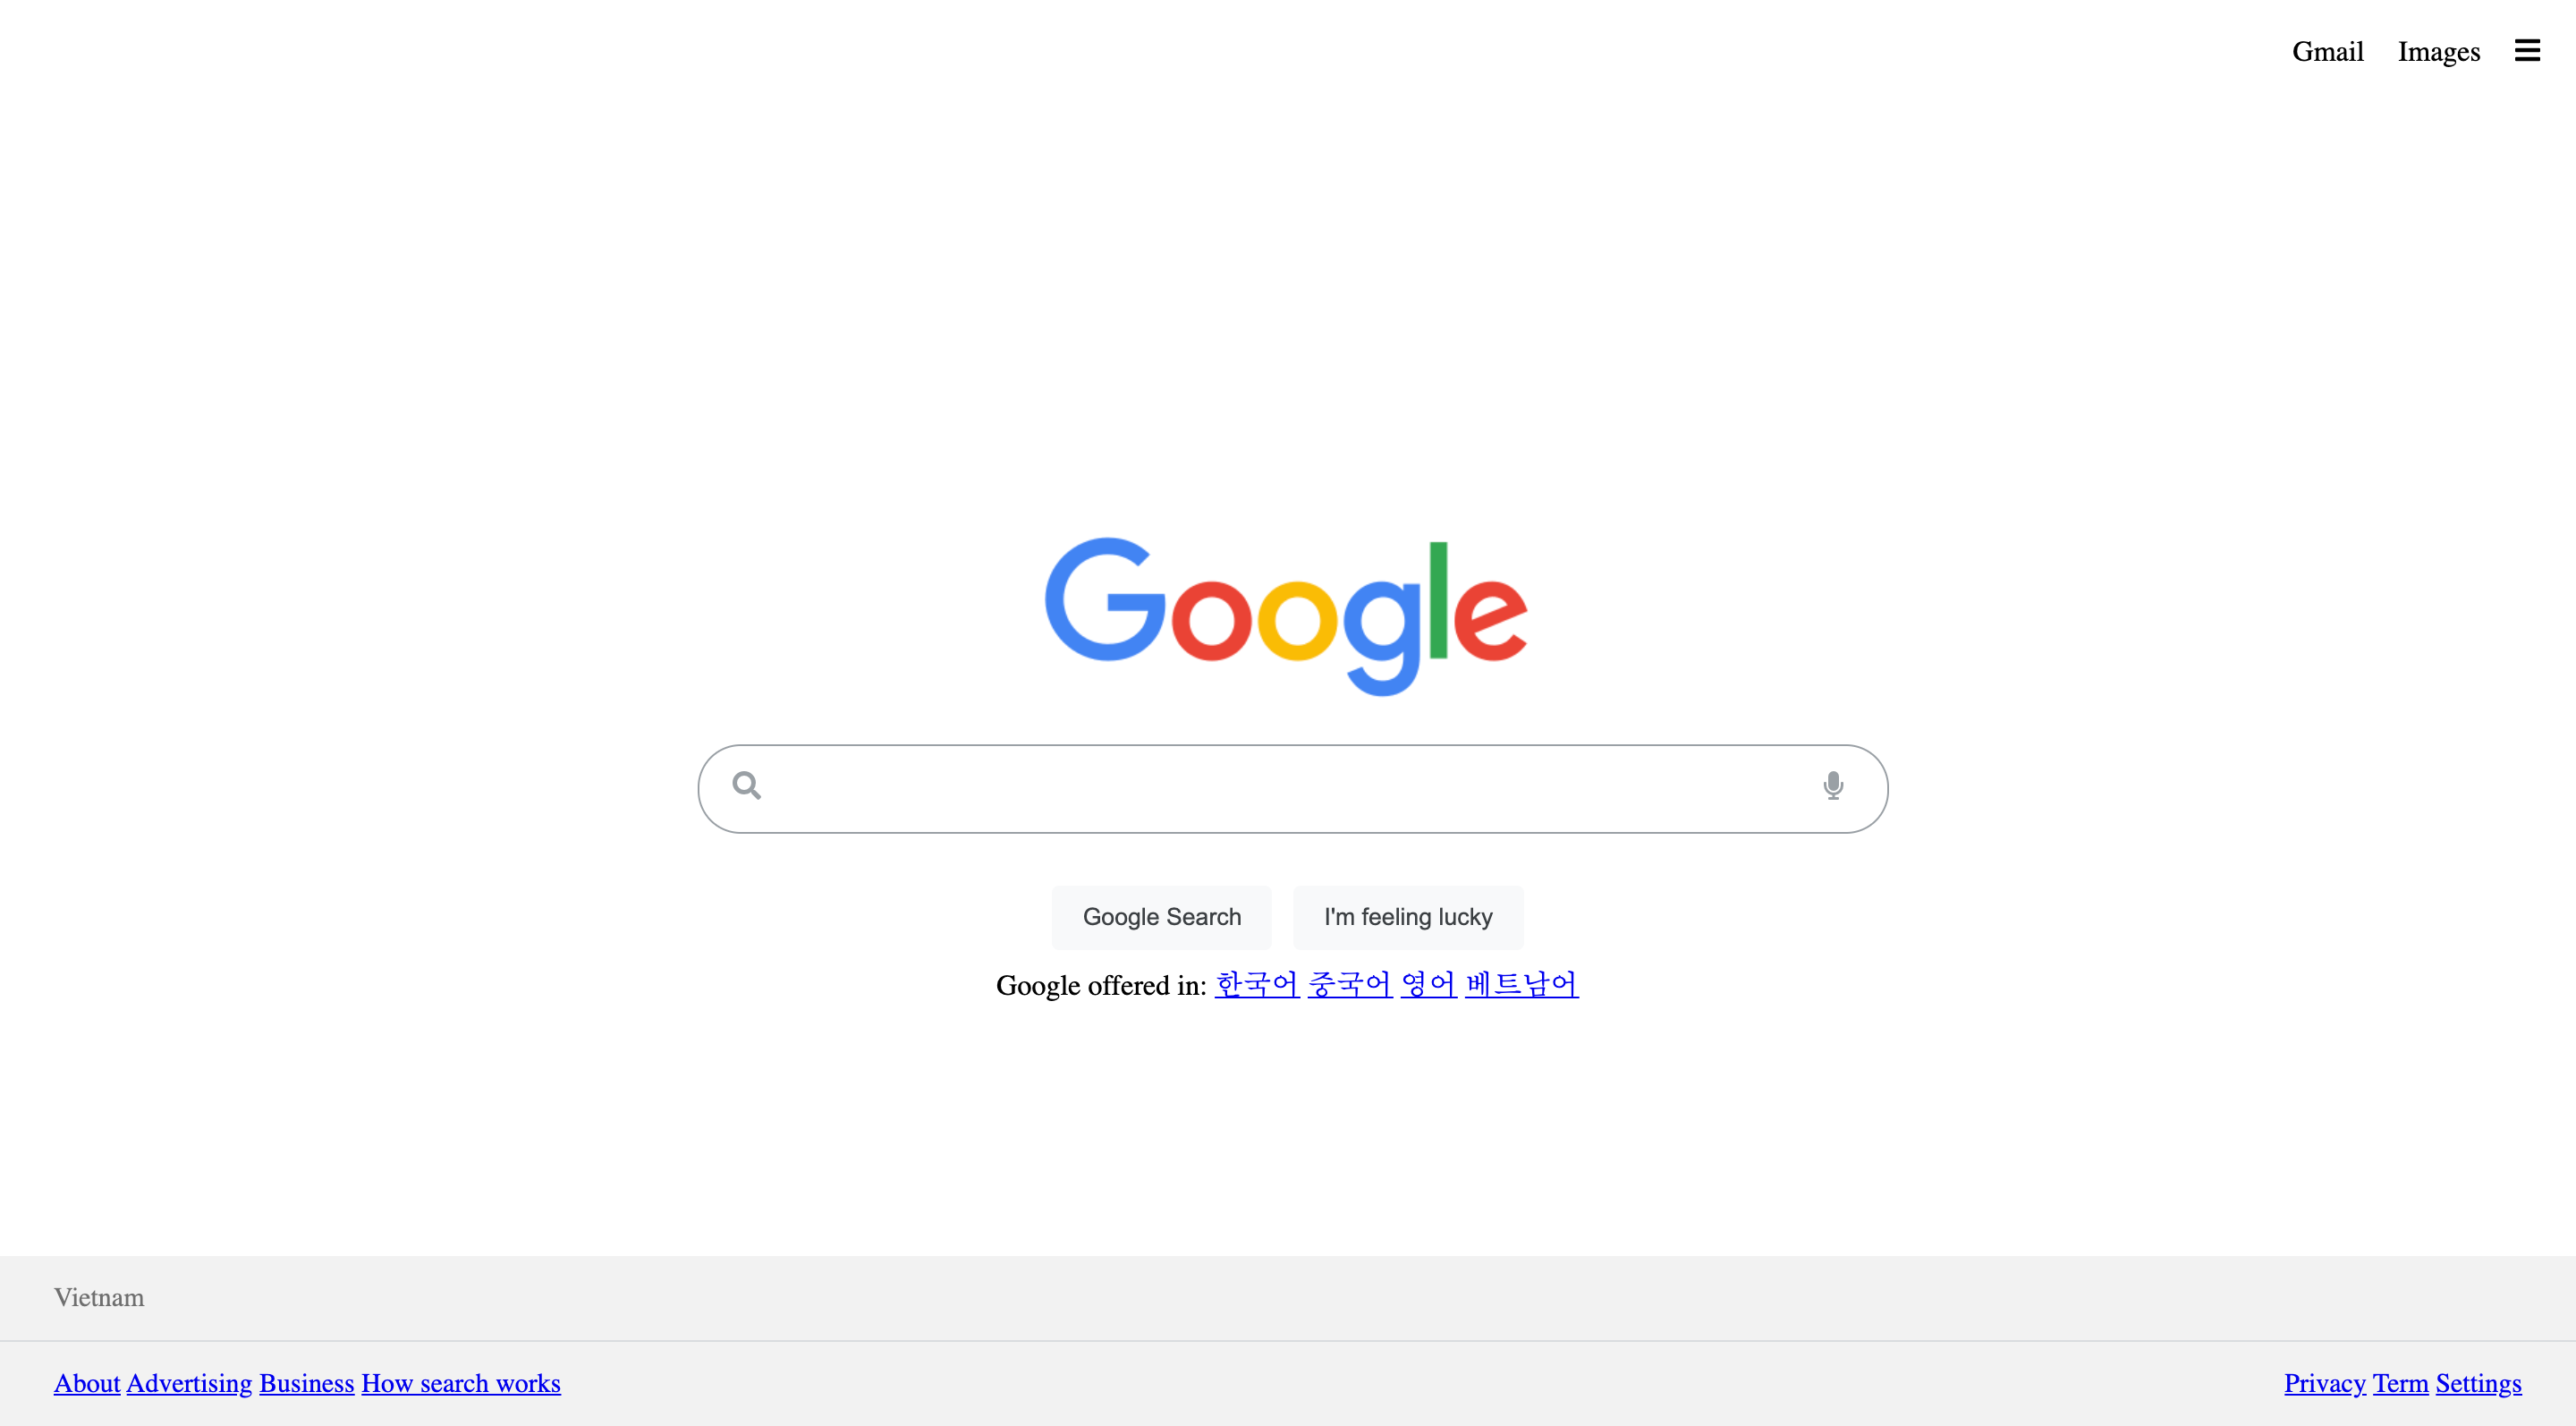 Gmail Images
Google
Google Search I'm feeling lucky
Google offered in: 한국어 중국어 영어 베트남어
Vietnam
About Advertising Business How search works Privacy Term Settings